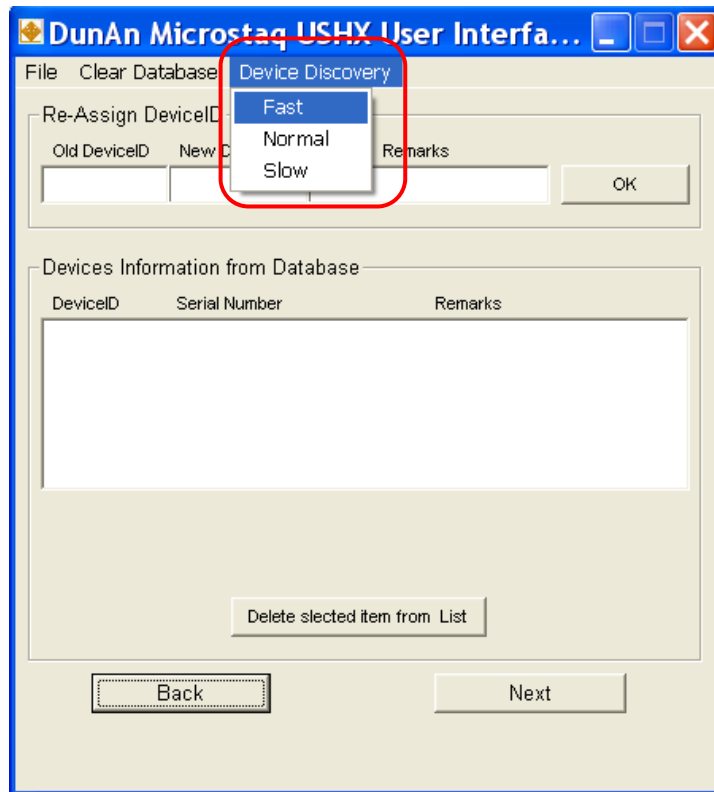 DunAn Microstaq USHX User Interfa...
File Clear Database Device Discovery
Fast
Normal
Slow
Re-Assign DeviceID
Old DeviceID New D Remarks
OK
Devices Information from Database
DeviceID Serial Number Remarks
Delete slected item from List
Back Next